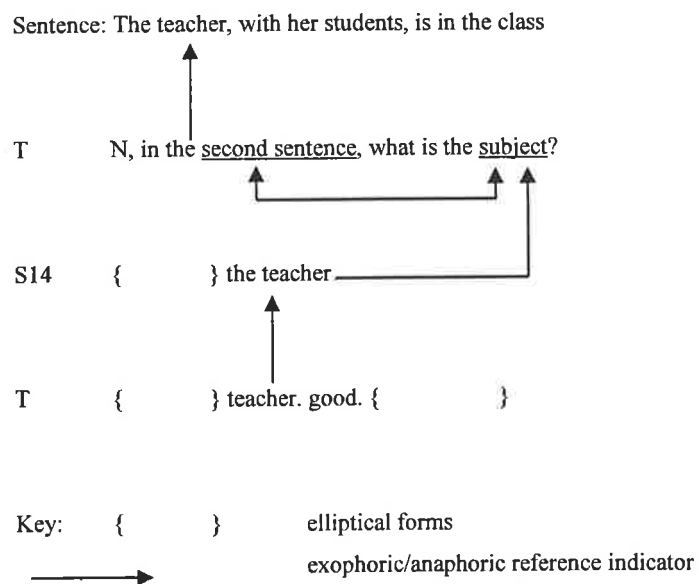 Sentence: The teacher, with her students, is in the class
T N, in the second sentence, what is the subject?
S14 { } the teacher
T { } teacher. good. { }
Key: { } elliptical forms
exophoric/anaphoric reference indicator